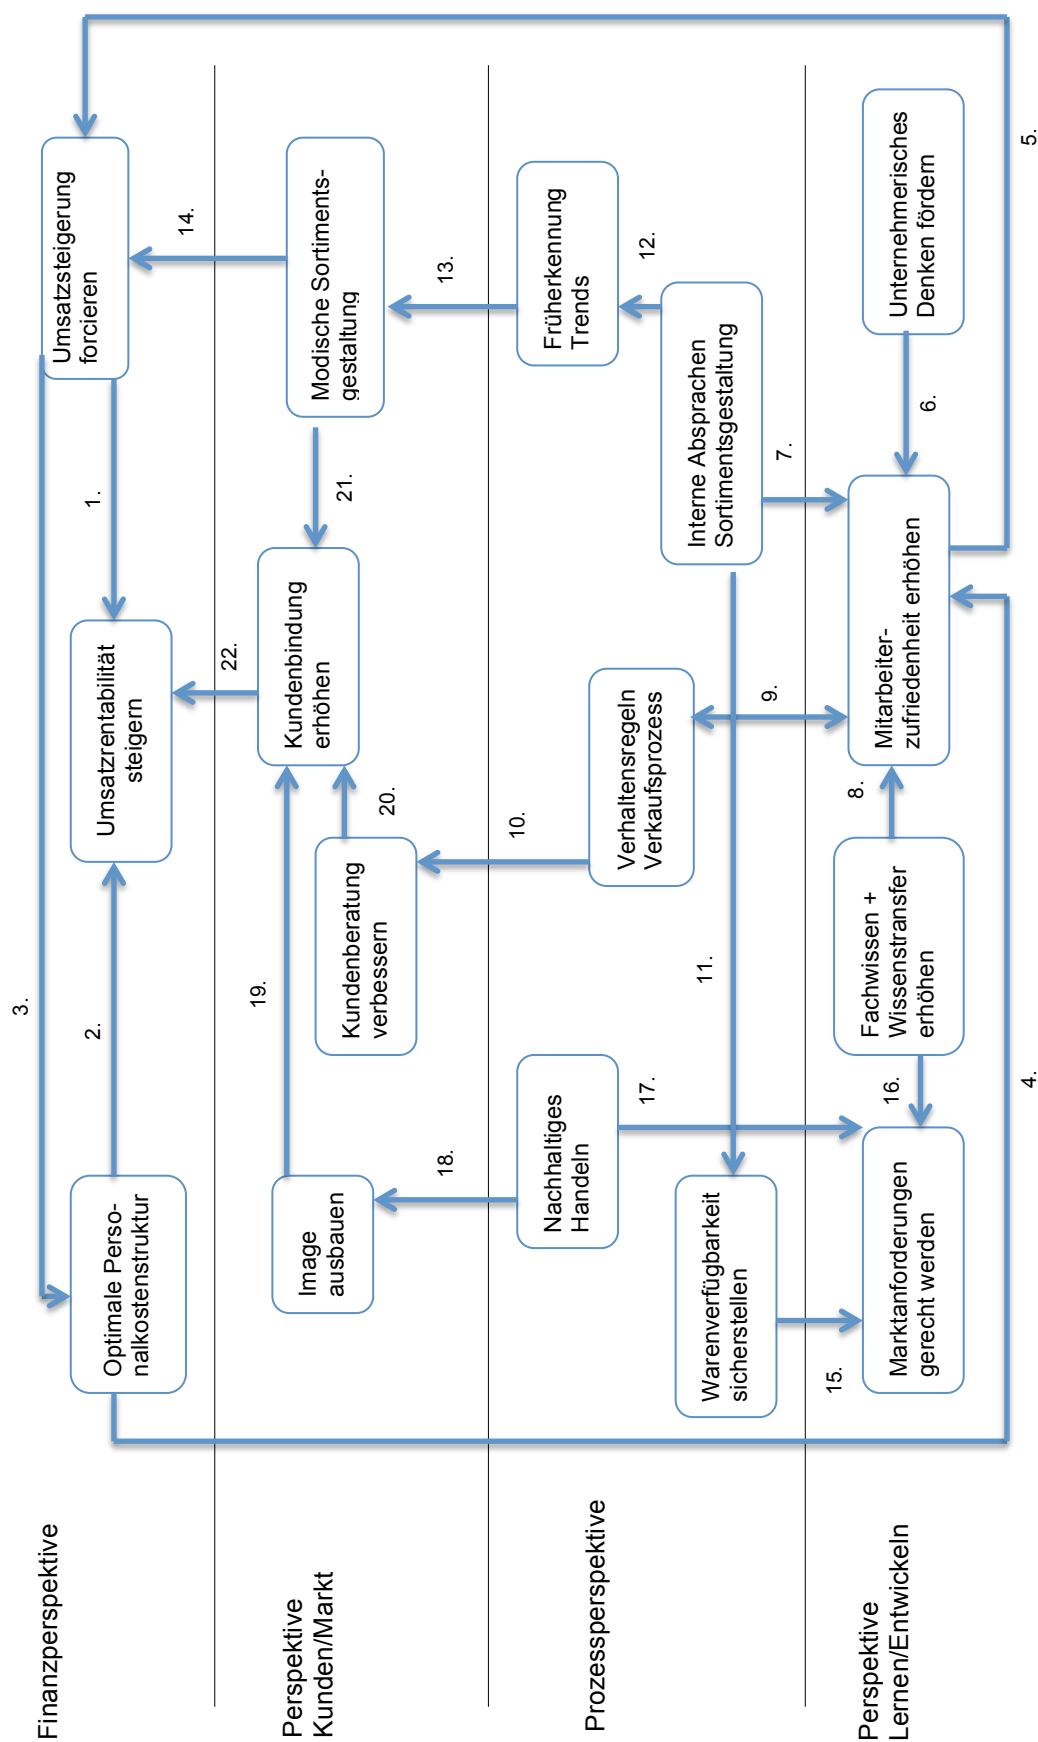 Finanzperspektive
3.
Optimale Perso-
nalkostenstruktur
2.
Umsatzrentabilität
steigern
1.
Umsatzsteigerung
forcieren
22.
14.
Perspektive
Kunden/Markt
Image
ausbauen
19.
Kundenberatung
verbessern
20.
Kundenbindung
erhöhen
21.
Modische Sortiments-
gestaltung
18.
10.
13.
Prozessperspektive
Nachhaltiges
Handeln
17.
Verhaltensregeln
Verkaufsprozess
Früherkennung
Trends
12.
Warenverfügbarkeit
sicherstellen
11.
9.
Interne Absprachen
Sortimentsgestaltung
7.
15.
Perspektive
Lernen/Entwickeln
Marktanforderungen
gerecht werden
16.
Fachwissen +
Wissenstransfer
erhöhen
8.
Mitarbeiter-
zufriedenheit erhöhen
6.
Unternehmerisches
Denken fördern
4.
5.